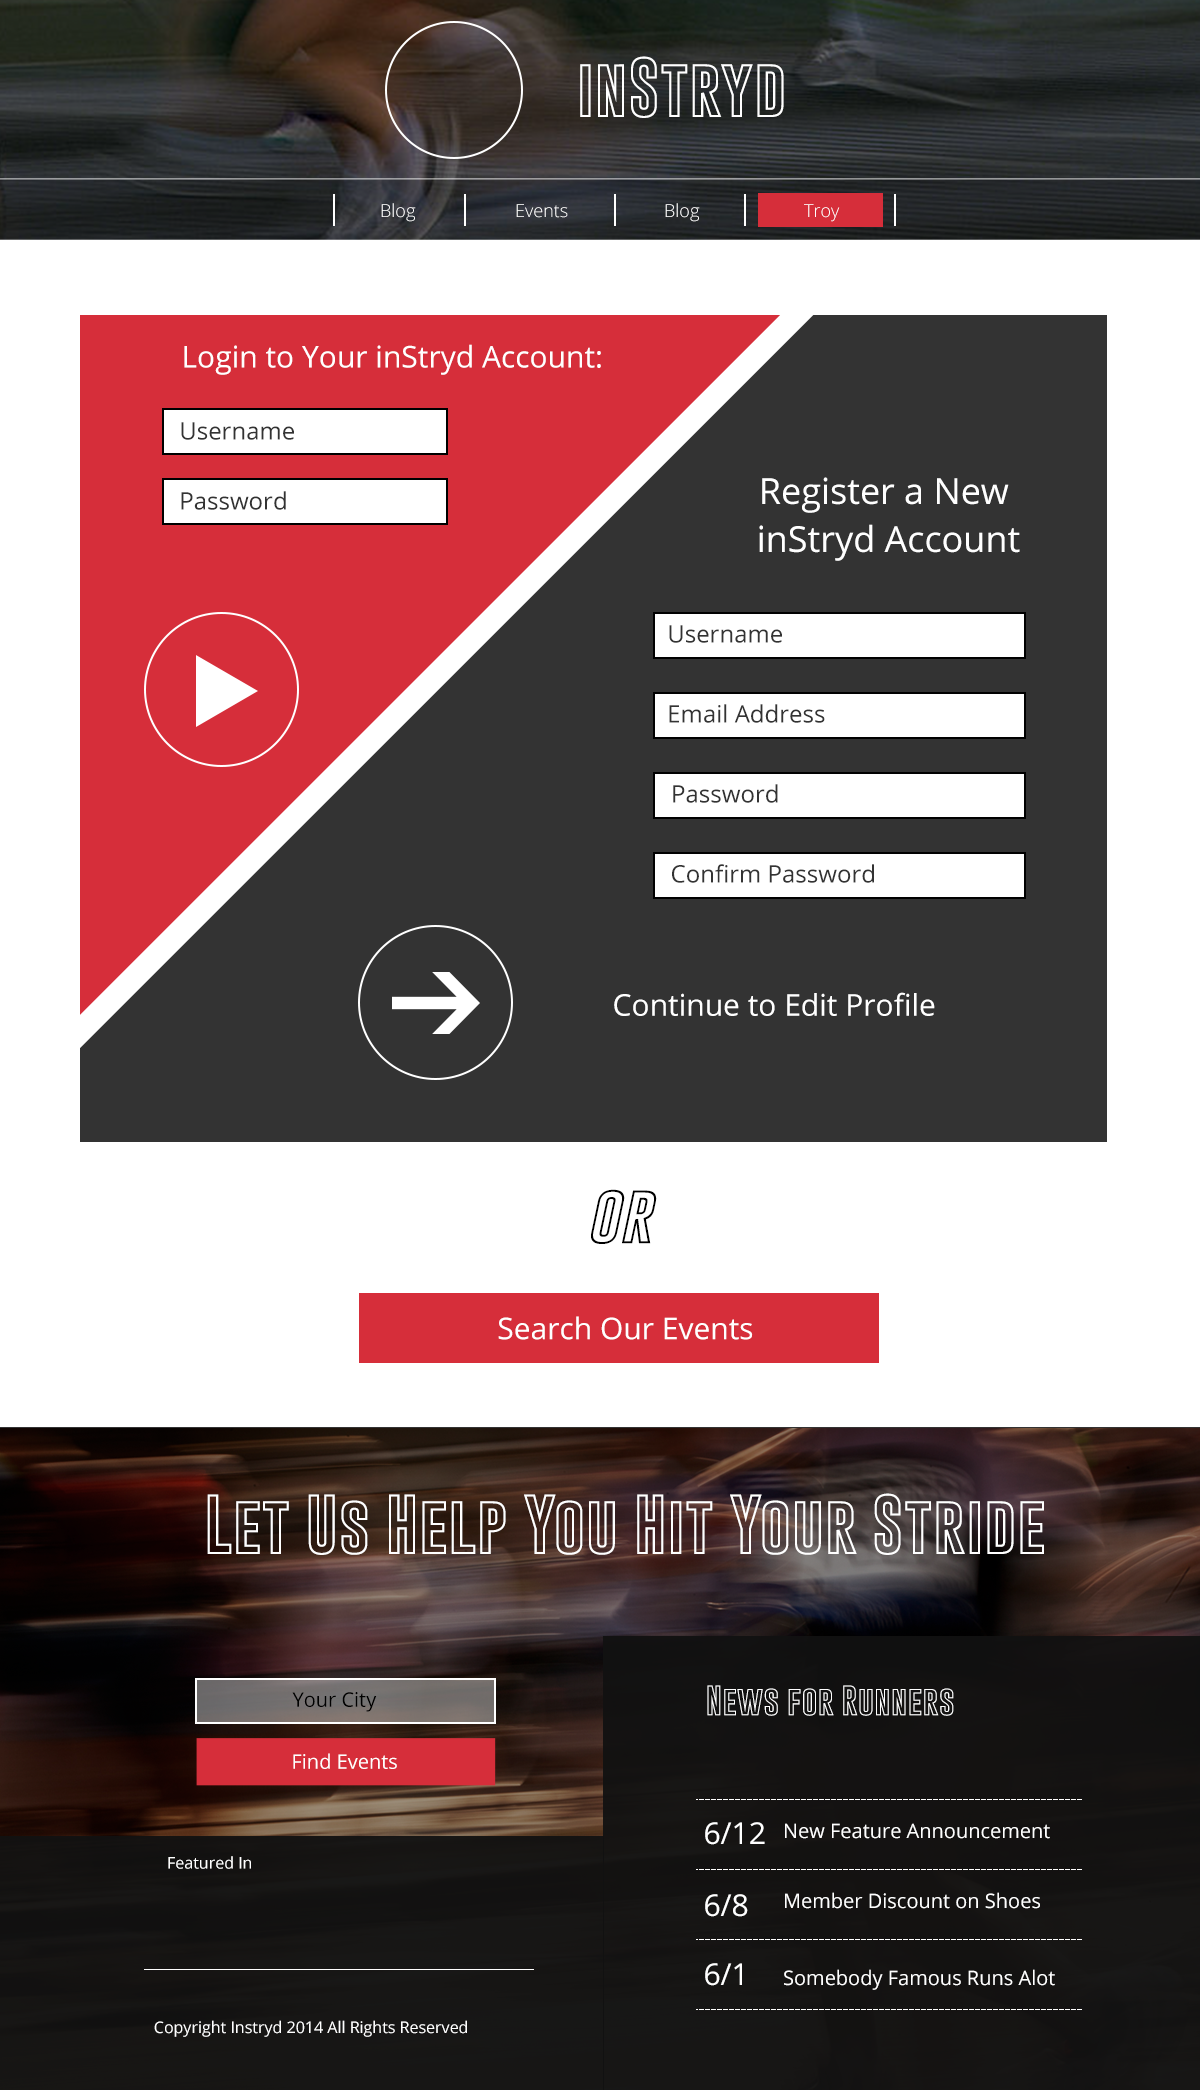 inStryd
Blog
Events
Blog
Troy
Login to Your inStryd Account:
Username
Password
Register a New
inStryd Account
Username
Email Address
Password
Confirm Password
Continue to Edit Profile
OR
Search Our Events
Let Us Help You Hit Your Stride
Your City
Find Events
Featured In
Copyright Instryd 2014 All Rights Reserved
News for Runners
6/12 New Feature Announcement
6/8 Member Discount on Shoes
6/1 Somebody Famous Runs Alot